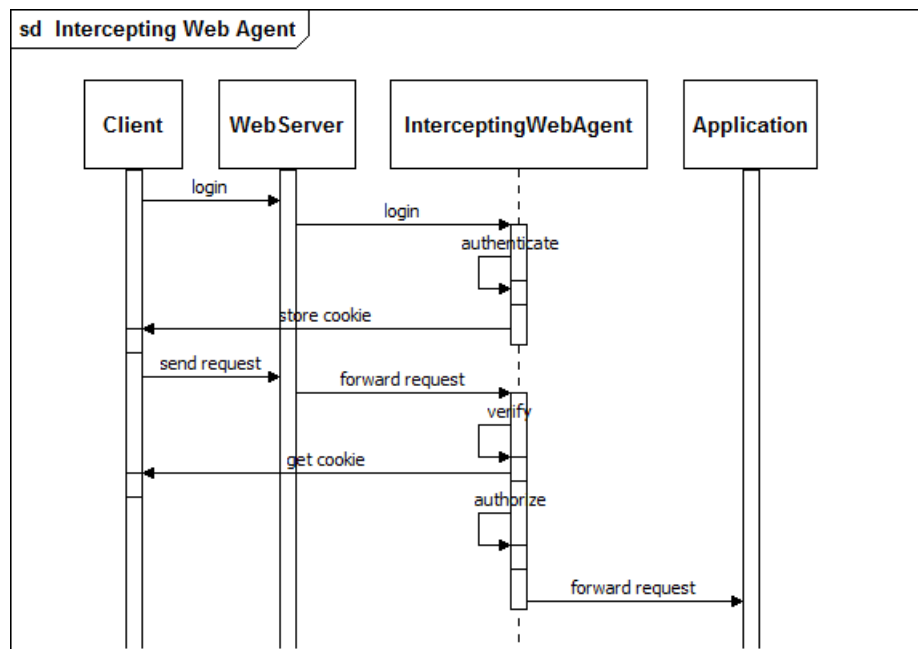 sd Intercepting Web Agent
Client
WebServer
InterceptingWebAgent
Application
login
login
authenticate
store cookie
send request
forward request
verify
get cookie
authorize
forward request